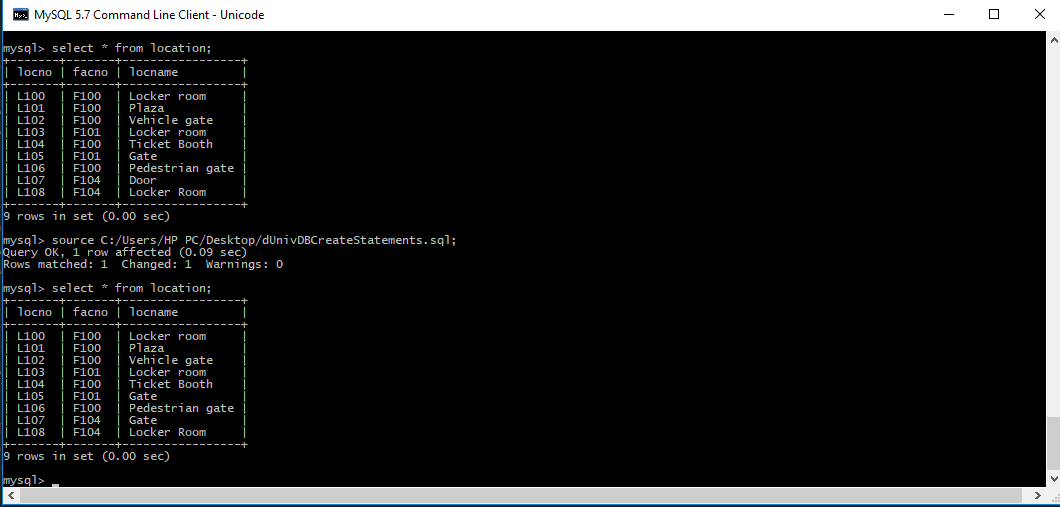 MySQL 5.7 Command Line Client - Unicode
mysql> select * from location;
+-------+-------+-----------------+
| locno | facno | locname         |
+-------+-------+-----------------+
| L100  | F100  | Locker room     |
| L101  | F100  | Plaza           |
| L102  | F100  | Vehicle gate    |
| L103  | F101  | Locker room     |
| L104  | F100  | Ticket Booth    |
| L105  | F101  | Gate            |
| L106  | F100  | Pedestrian gate |
| L107  | F104  | Door            |
| L108  | F104  | Locker Room     |
+-------+-------+-----------------+
9 rows in set (0.00 sec)
mysql> source C:/Users/HP PC/Desktop/dUnivDBCreateStatements.sql;
Query OK, 1 row affected (0.09 sec)
Rows matched: 1  Changed: 1  Warnings: 0
mysql> select * from location;
+-------+-------+-----------------+
| locno | facno | locname         |
+-------+-------+-----------------+
| L100  | F100  | Locker room     |
| L101  | F100  | Plaza           |
| L102  | F100  | Vehicle gate    |
| L103  | F101  | Locker room     |
| L104  | F100  | Ticket Booth    |
| L105  | F101  | Gate            |
| L106  | F100  | Pedestrian gate |
| L107  | F104  | Gate            |
| L108  | F104  | Locker Room     |
+-------+-------+-----------------+
9 rows in set (0.00 sec)
mysql> _